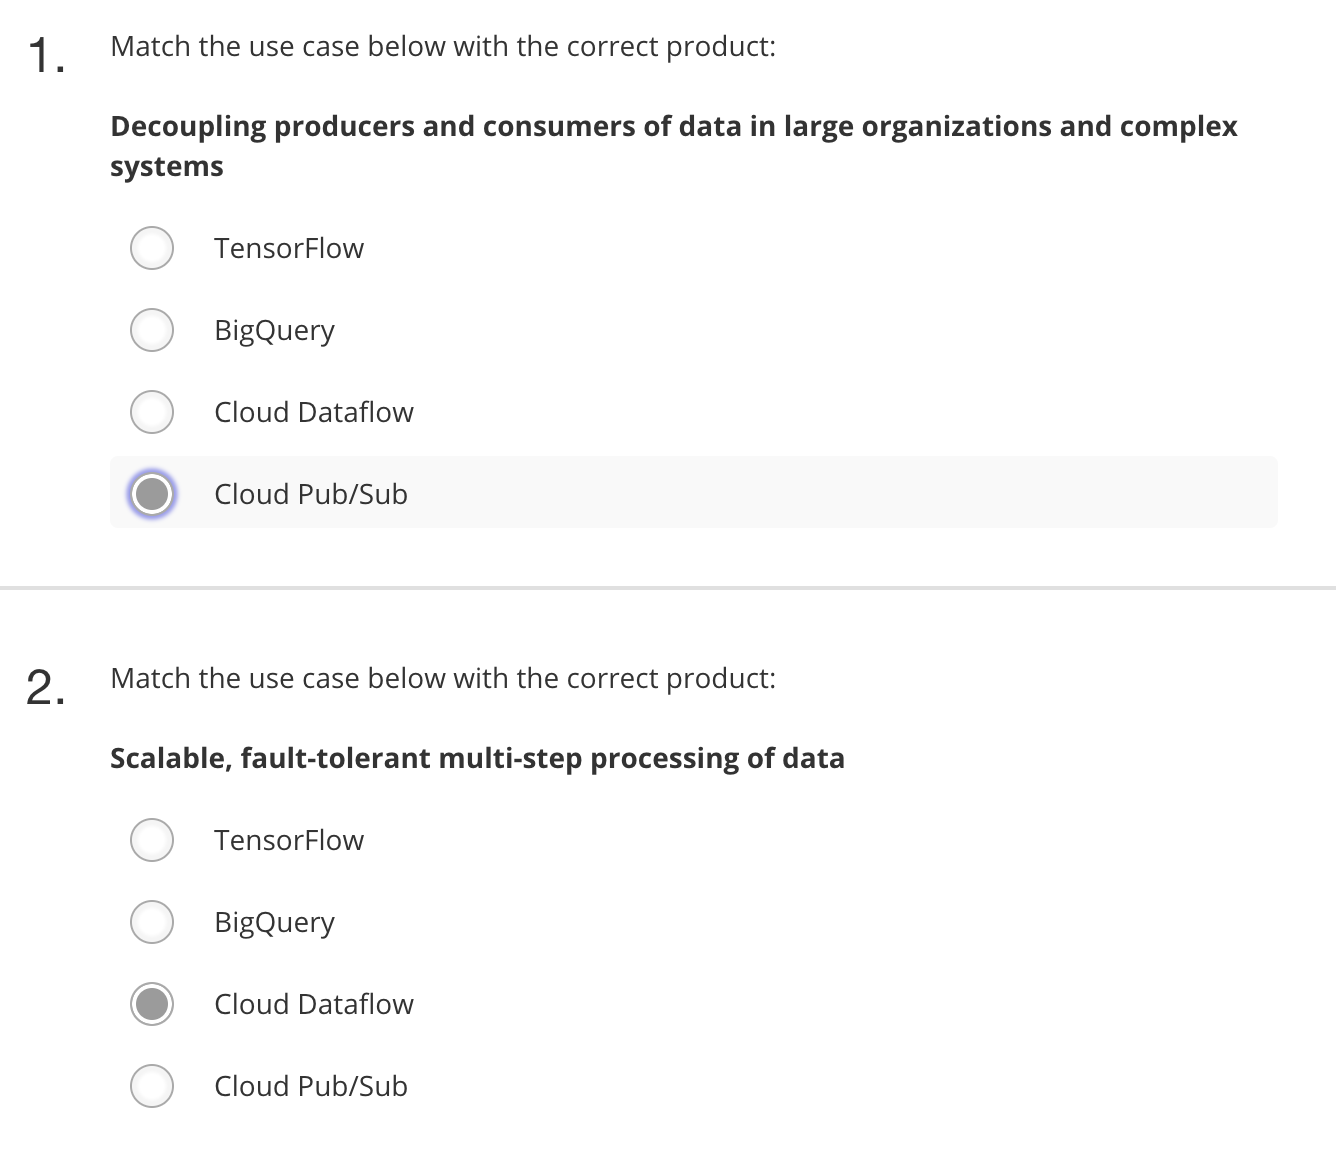 1.
Match the use case below with the correct product:
Decoupling producers and consumers of data in large organizations and complex
systems
TensorFlow
BigQuery
Cloud Dataflow
Cloud Pub/Sub
2.
Match the use case below with the correct product:
Scalable, fault-tolerant multi-step processing of data
TensorFlow
BigQuery
Cloud Dataflow
Cloud Pub/Sub